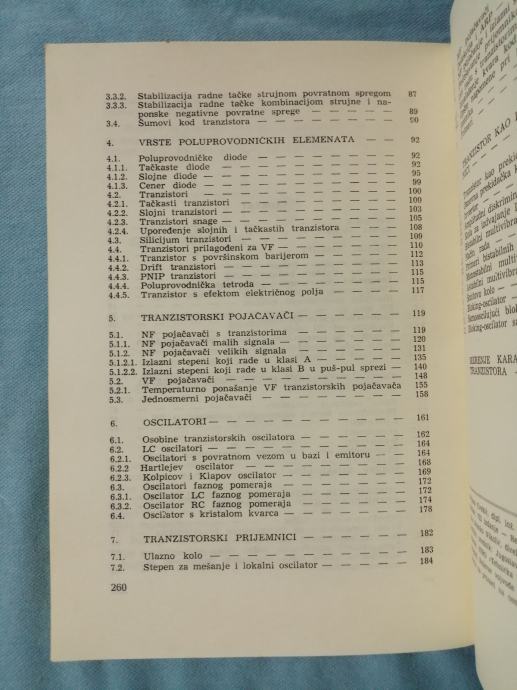 3.3.2. Stabilizacija radne tačke strujnom povratnom spregom 87
3.3.3. Stabilizacija radne tačke kombinacijom strujne i na-
ponske negativne povratne sprege — — — — — 89
3.4. Šumovi kod tranzistora — — — — — — — — 90
4. VRSTE POLUPROVODNIČKIH ELEMENATA — — 92
4.1. Poluprovodničke diode — — — — — — — — 92
4.1.1. Tačkaste diode — — — — — — — — — — 92
4.1.2. Slojne diode — — — — — — — — — — — 95
4.1.3. Cener diode — — — — — — — — — — — 99
4.2. Tranzistori — — — — — — — — — — — 100
4.2.1. Tačkasti tranzistori — — — — — — — — — 100
4.2.2. Slojni tranzistori — — — — — — — — — — 103
4.2.3. Tranzistori snage — — — — — — — — — — 105
4.2.4. Upoređenje slojnih i tačkastih tranzistora — — — 108
4.3. Silicijum tranzistori — — — — — — — — — 109
4.4. Tranzistori prilagođeni za VF — — — — — — — 110
4.4.1. Tranzistor s površinskom barijerom — — — — — 112
4.4.2. Drift tranzistori — — — — — — — — — — 113
4.4.3. PNIP tranzistori — — — — — — — — — — 115
4.4.4. Poluprovodnička tetroda — — — — — — — — 115
4.4.5. Tranzistor s efektom električnog polja — — — — 117
5. TRANZISTORSKI POJAČAVAČI — — — — — — 119
5.1. NF pojačavači s tranzistorima — — — — — — 119
5.1.1. NF pojačavači malih signala — — — — — — — 120
5.1.2. NF pojačavači velikih signala — — — — — — 131
5.1.2.1. Izlazni stepeni koji rade u klasi A — — — — — 135
5.1.2.2. Izlazni stepeni koji rade u klasi B u puš-pul sprezi — 140
5.2. VF pojačavači — — — — — — — — — — 148
5.2.1. Temperaturno ponašanje VF tranzistorskih pojačavača 155
5.3. Jednosmerni pojačavači — — — — — — — — 158
6. OSCILATORI — — — — — — — — — — — 161
6.1. Osobine tranzistorskih oscilatora — — — — — — 162
6.2. LC oscilatori — — — — — — — — — — — 164
6.2.1. Oscilatori s povratnom vezom u bazi i emitoru — — 164
6.2.2 Hartlejev oscilator — — — — — — — — — 168
6.2.3. Kolpicov i Klapov oscilator — — — — — — — 169
6.3. Oscilatori faznog pomeraja — — — — — — — 172
6.3.1. Oscilator LC faznog pomeraja — — — — — — 172
6.3.2. Oscilator RC faznog pomeraja — — — — — — 174
6.4. Oscilator s kristalom kvarca — — — — — — — 178
7. TRANZISTORSKI PRIJEMNICI — — — — — — 182
7.1. Ulazno kolo — — — — — — — — — — — 183
7.2. Stepen za mešanje i lokalni oscilator — — — — — 184
260
TRANZISTOR KAO
MERENJE KARA
TRANZISTORA —